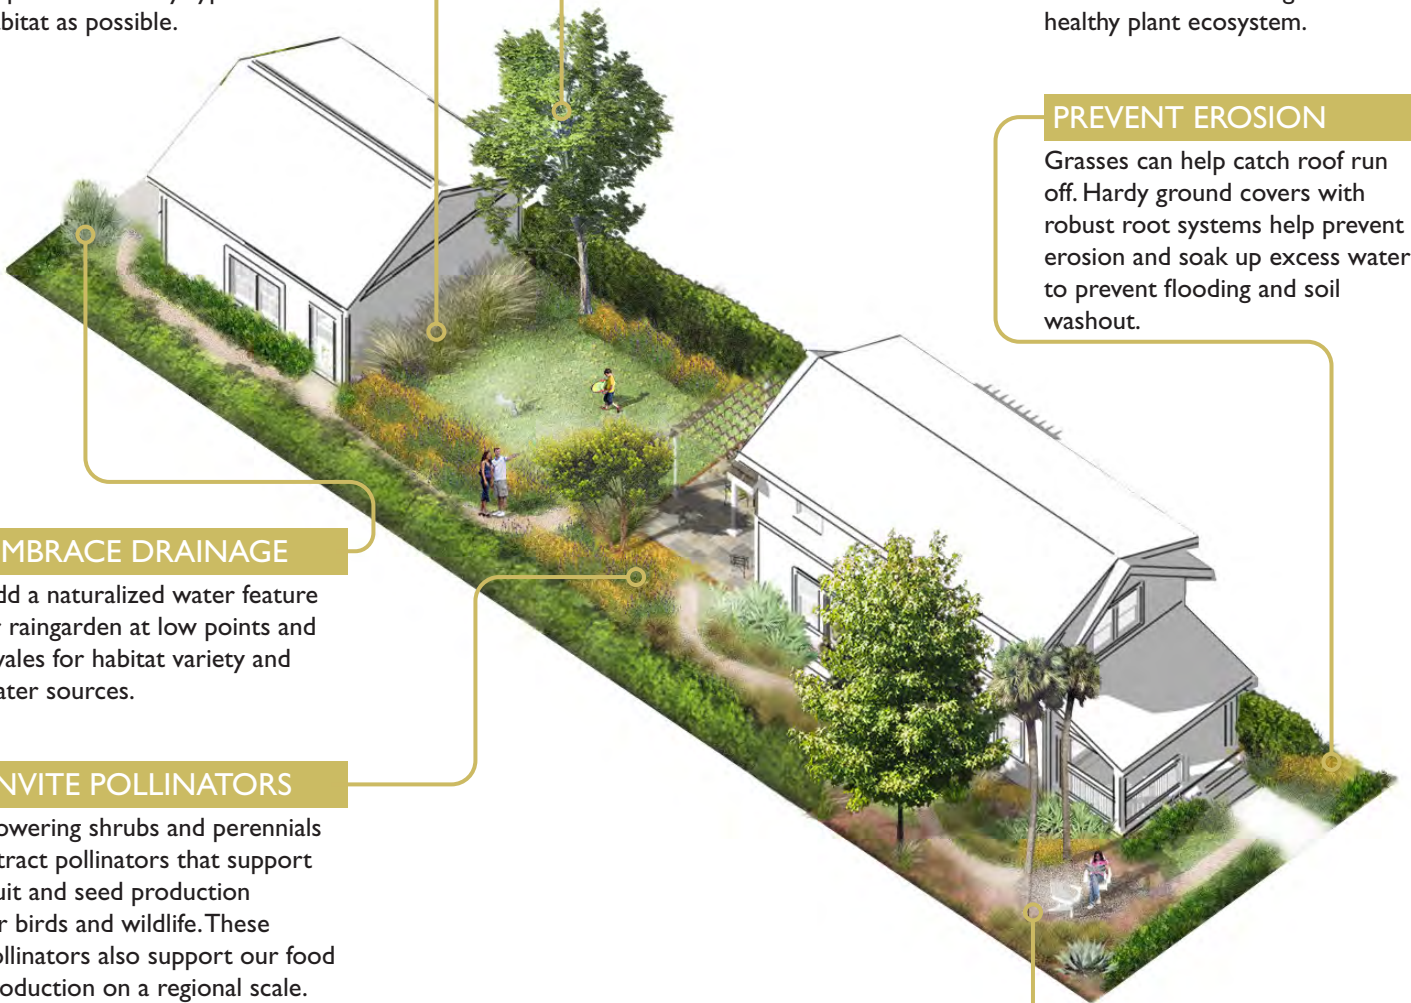 bitat as possible.
healthy plant ecosystem.
PREVENT EROSION
Grasses can help catch roof run
off. Hardy ground covers with
robust root systems help prevent
erosion and soak up excess water
to prevent flooding and soil
washout.
MBRACE DRAINAGE
dd a naturalized water feature
r raingarden at low points and
vales for habitat variety and
ater sources.
NVITE POLLINATORS
owering shrubs and perennials
tract pollinators that support
uit and seed production
r birds and wildlife. These
ollinators also support our food
oduction on a regional scale.